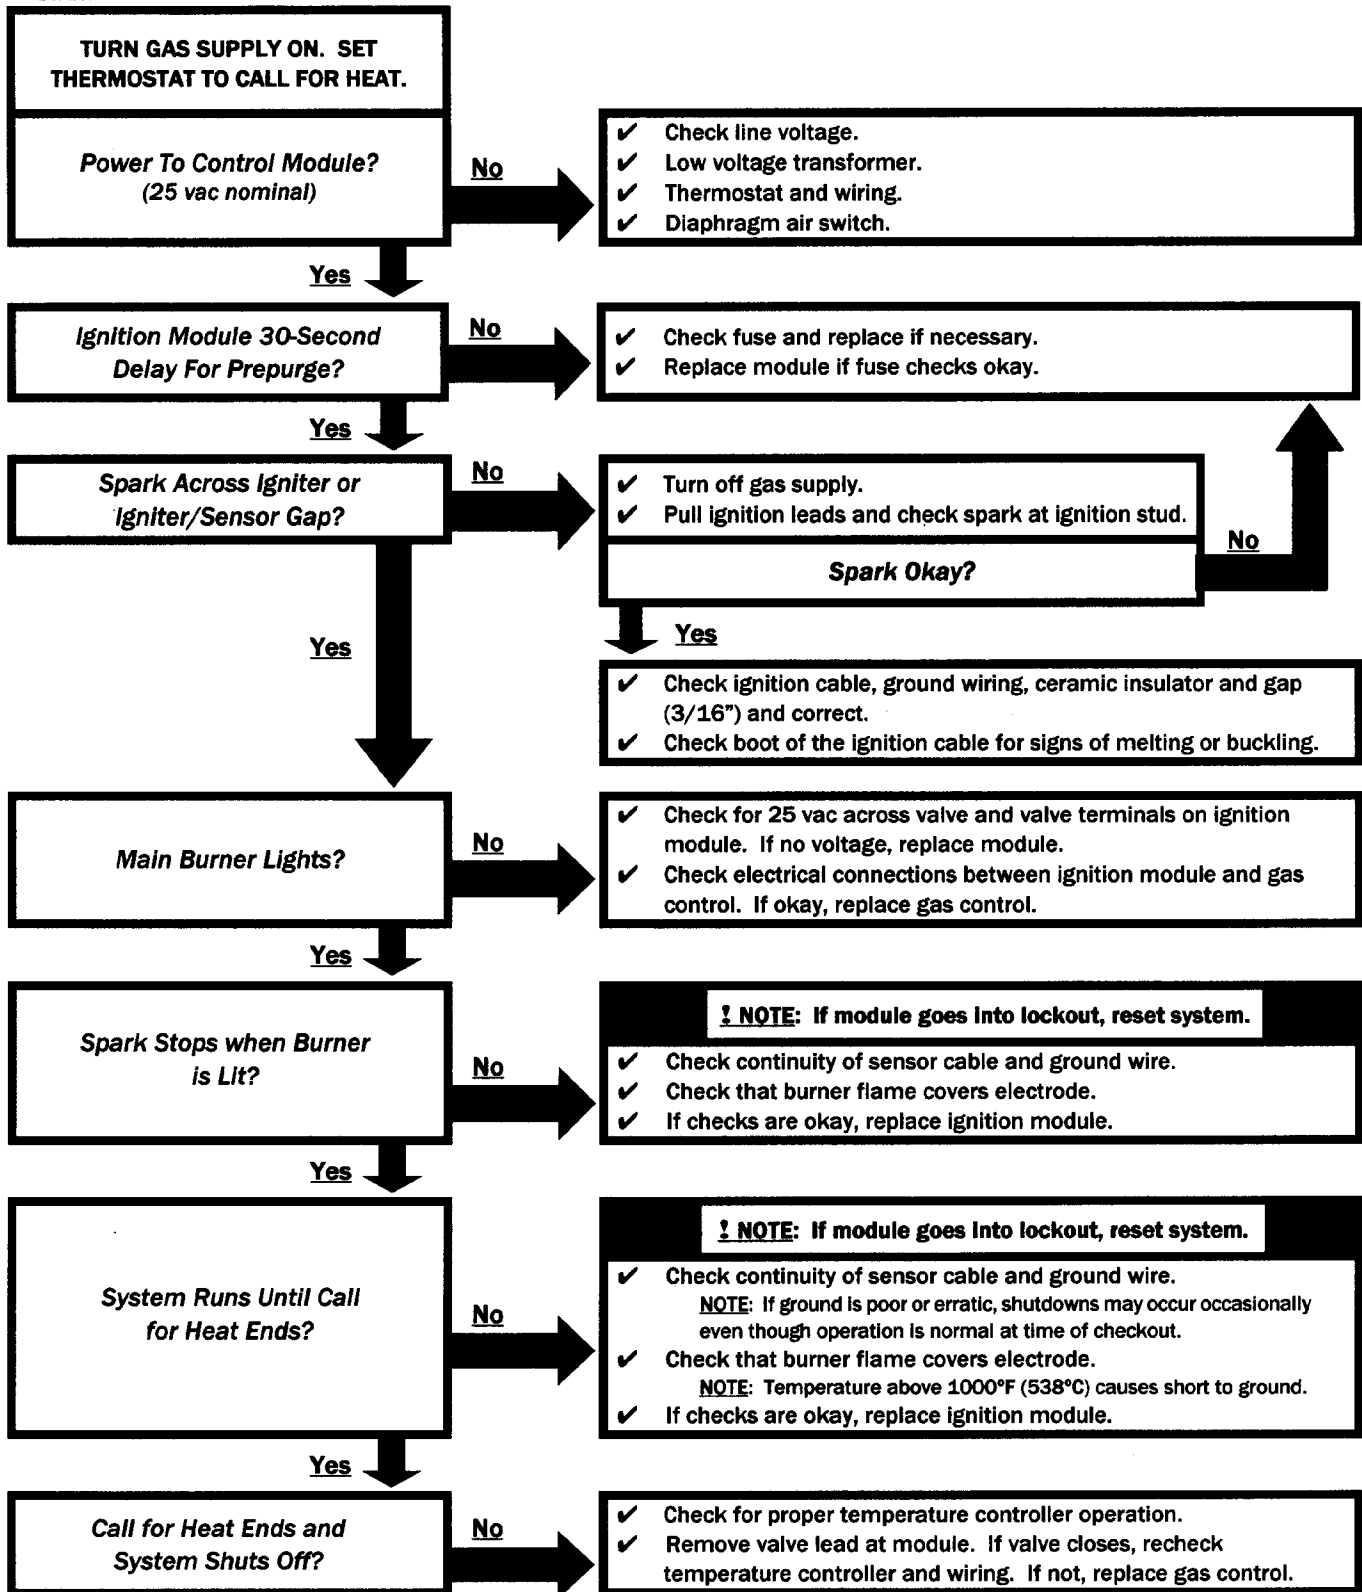 TURN GAS SUPPLY ON. SET
THERMOSTAT TO CALL FOR HEAT.
Power To Control Module?
(25 vac nominal)
No
✔ Check line voltage.
✔ Low voltage transformer.
✔ Thermostat and wiring.
✔ Diaphragm air switch.
Yes
Ignition Module 30-Second
Delay For Prepurge?
No
✔ Check fuse and replace if necessary.
✔ Replace module if fuse checks okay.
Yes
Spark Across Igniter or
Igniter/Sensor Gap?
No
✔ Turn off gas supply.
✔ Pull ignition leads and check spark at ignition stud.
Spark Okay?
No
Yes
Yes
✔ Check ignition cable, ground wiring, ceramic insulator and gap
(3/16”) and correct.
✔ Check boot of the ignition cable for signs of melting or buckling.
Main Burner Lights?
No
✔ Check for 25 vac across valve and valve terminals on ignition
module. If no voltage, replace module.
✔ Check electrical connections between ignition module and gas
control. If okay, replace gas control.
Yes
Spark Stops when Burner
is Lit?
No
! NOTE: If module goes into lockout, reset system.
✔ Check continuity of sensor cable and ground wire.
✔ Check that burner flame covers electrode.
✔ If checks are okay, replace ignition module.
Yes
System Runs Until Call
for Heat Ends?
No
! NOTE: If module goes into lockout, reset system.
✔ Check continuity of sensor cable and ground wire.
NOTE: If ground is poor or erratic, shutdowns may occur occasionally
even though operation is normal at time of checkout.
✔ Check that burner flame covers electrode.
NOTE: Temperature above 1000°F (538°C) causes short to ground.
✔ If checks are okay, replace ignition module.
Yes
Call for Heat Ends and
System Shuts Off?
No
✔ Check for proper temperature controller operation.
✔ Remove valve lead at module. If valve closes, recheck
temperature controller and wiring. If not, replace gas control.